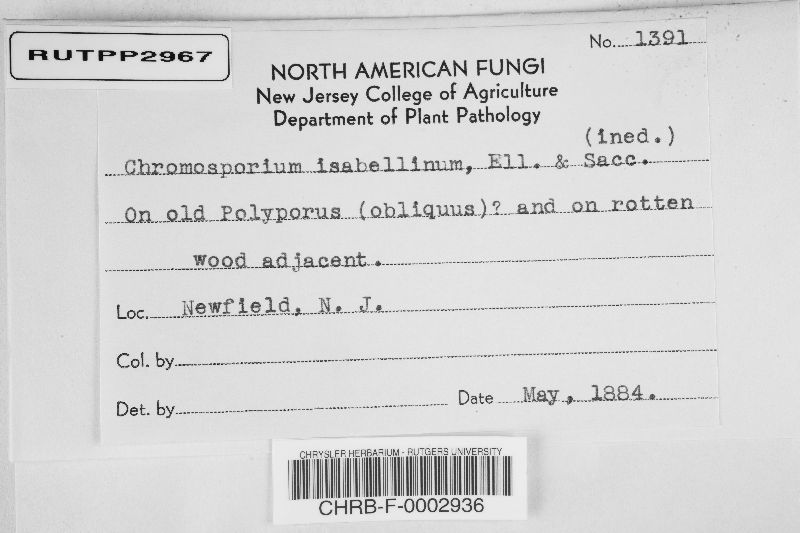 RUTPP2967
No. 1391
NORTH AMERICAN FUNGI
New Jersey College of Agriculture
Department of Plant Pathology
(ined.)
Chromosporium isabellinum, Ell. & Sacc.
On old Polyporus (obliquus)? and on rotten
wood adjacent.
Loc. Newfield, N. J.
Col. by
Det. by Date May, 1884.
CHRYSLER HERBARIUM - RUTGERS UNIVERSITY
CHRB-F-0002936